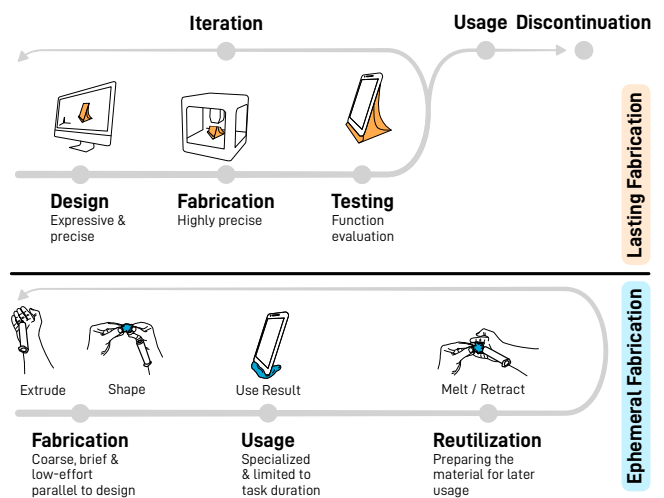 Iteration
Usage
Discontinuation
Design
Expressive &
precise
Fabrication
Highly precise
Testing
Function
evaluation
Lasting Fabrication
Extrude
Shape
Use Result
Melt / Retract
Fabrication
Coarse, brief &
low-effort
parallel to design
Usage
Specialized
& limited to
task duration
Reutilization
Preparing the
material for later
usage
Ephemeral Fabrication